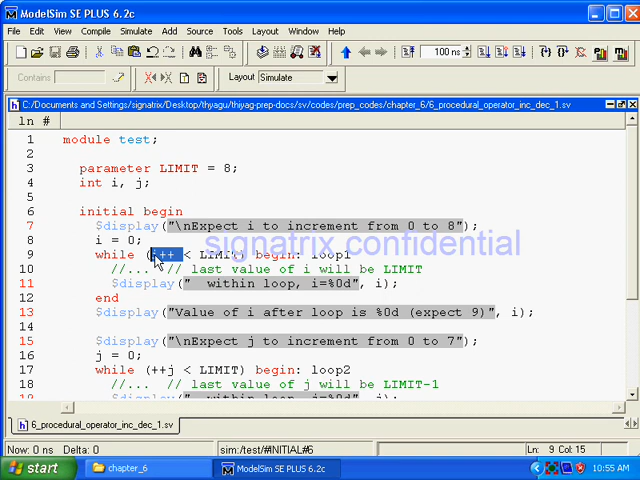 ModelSim SE PLUS 6.2c
File Edit View Compile Simulate Add Source Tools Layout Window Help
100 ns
Contains Layout Simulate
C:/Documents and Settings/signatrix/Desktop/thyagu/thiyag-prep-docs/sv/codes/prep_codes/chapter_6/6_procedural_operator_inc_dec_1.sv
ln #
1 module test;
2
3 parameter LIMIT = 8;
4 int i, j;
5
6 initial begin
7 $display("\nExpect i to increment from 0 to 8");
8 i = 0;
signatrix confidential
9 while (i++ < LIMIT) begin: loop1
10 //... // last value of i will be LIMIT
11 $display(" within loop, i=%0d", i);
12 end
13 $display("Value of i after loop is %0d (expect 9)", i);
14
15 $display("\nExpect j to increment from 0 to 7");
16 j = 0;
17 while (++j < LIMIT) begin: loop2
18 //... // last value of j will be LIMIT-1
19 $display(" within loop, j=%0d", j);
6_procedural_operator_inc_dec_1.sv
Now: 0 ns Delta: 0 sim:/test/#INITIAL#6 Ln: 9 Col: 15
start chapter_6 ModelSim SE PLUS 6.2c 10:55 AM